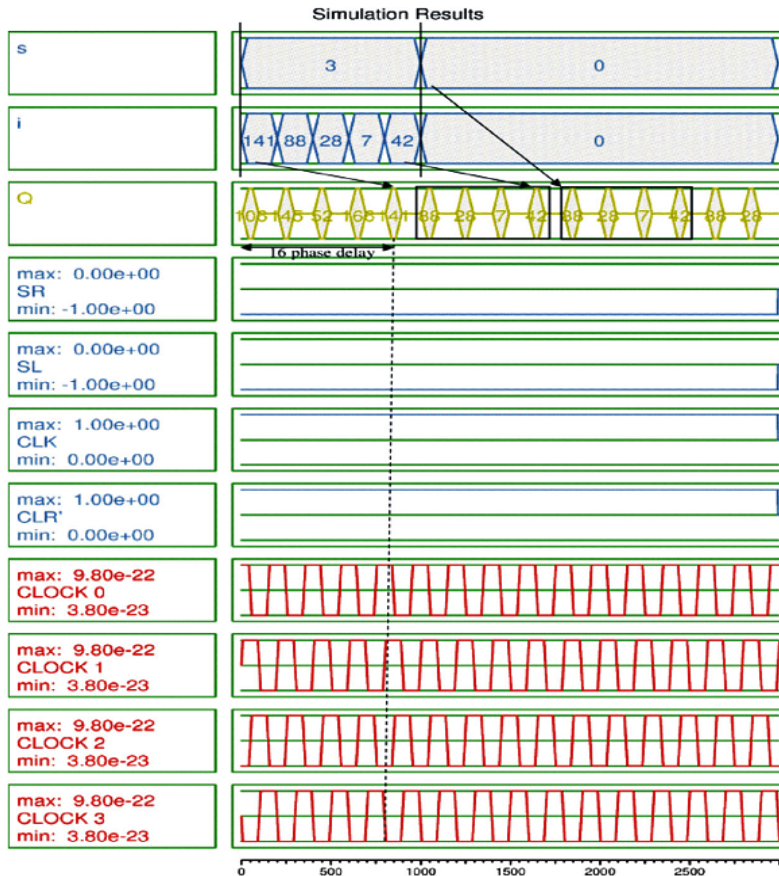 Simulation Results
s
3
0
i
141 88 28 7 42
0
Q
106 145 52 165 141 88 28 7 42 88 28 7 42 88 28
16 phase delay
max: 0.00e+00
SR
min: -1.00e+00
max: 0.00e+00
SL
min: -1.00e+00
max: 1.00e+00
CLK
min: 0.00e+00
max: 1.00e+00
CLR'
min: 0.00e+00
max: 9.80e-22
CLOCK 0
min: 3.80e-23
max: 9.80e-22
CLOCK 1
min: 3.80e-23
max: 9.80e-22
CLOCK 2
min: 3.80e-23
max: 9.80e-22
CLOCK 3
min: 3.80e-23
0 500 1000 1500 2000 2500